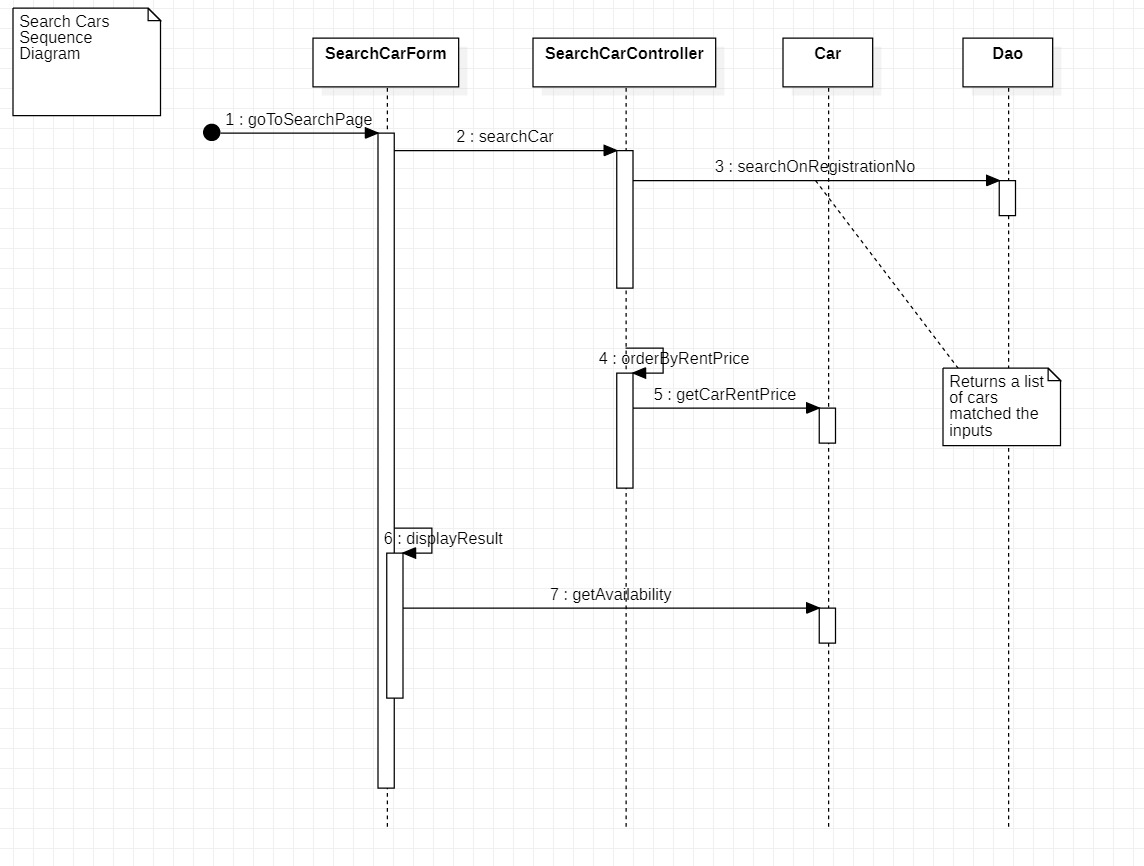 Search Cars
Sequence
Diagram
SearchCarForm
SearchCarController
Car
Dao
1 : goToSearchPage
2 : searchCar
3 : searchOnRegistrationNo
4 : orderByRentPrice
5 : getCarRentPrice
Returns a list
of cars
matched the
inputs
6 : displayResult
7 : getAvailability